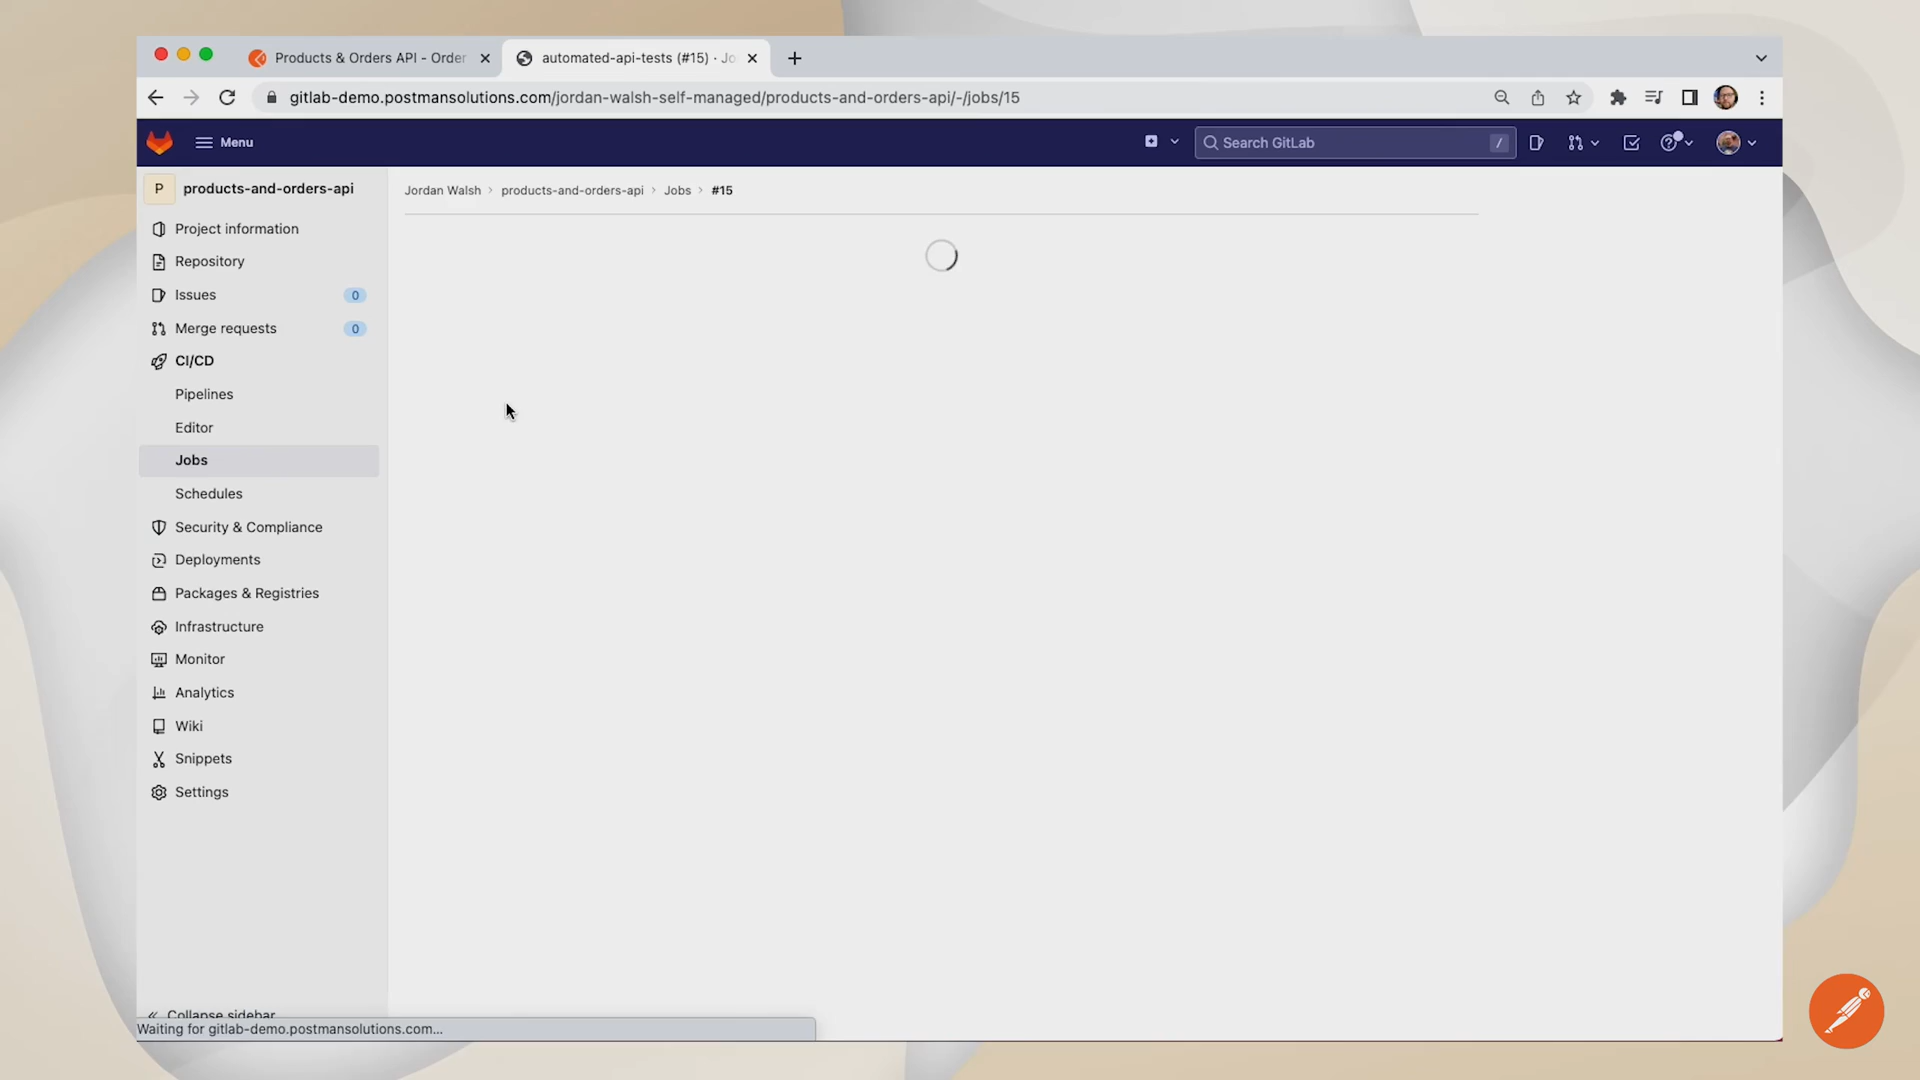 Products & Orders API - Order
automated-api-tests (#15) · Jo
gitlab-demo.postmansolutions.com/jordan-walsh-self-managed/products-and-orders-api/-/jobs/15
Menu
Search GitLab
/
P products-and-orders-api
Jordan Walsh › products-and-orders-api › Jobs › #15
Project information
Repository
Issues 0
Merge requests 0
CI/CD
Pipelines
Editor
Jobs
Schedules
Security & Compliance
Deployments
Packages & Registries
Infrastructure
Monitor
Analytics
Wiki
Snippets
Settings
Collapse sidebar
Waiting for gitlab-demo.postmansolutions.com...